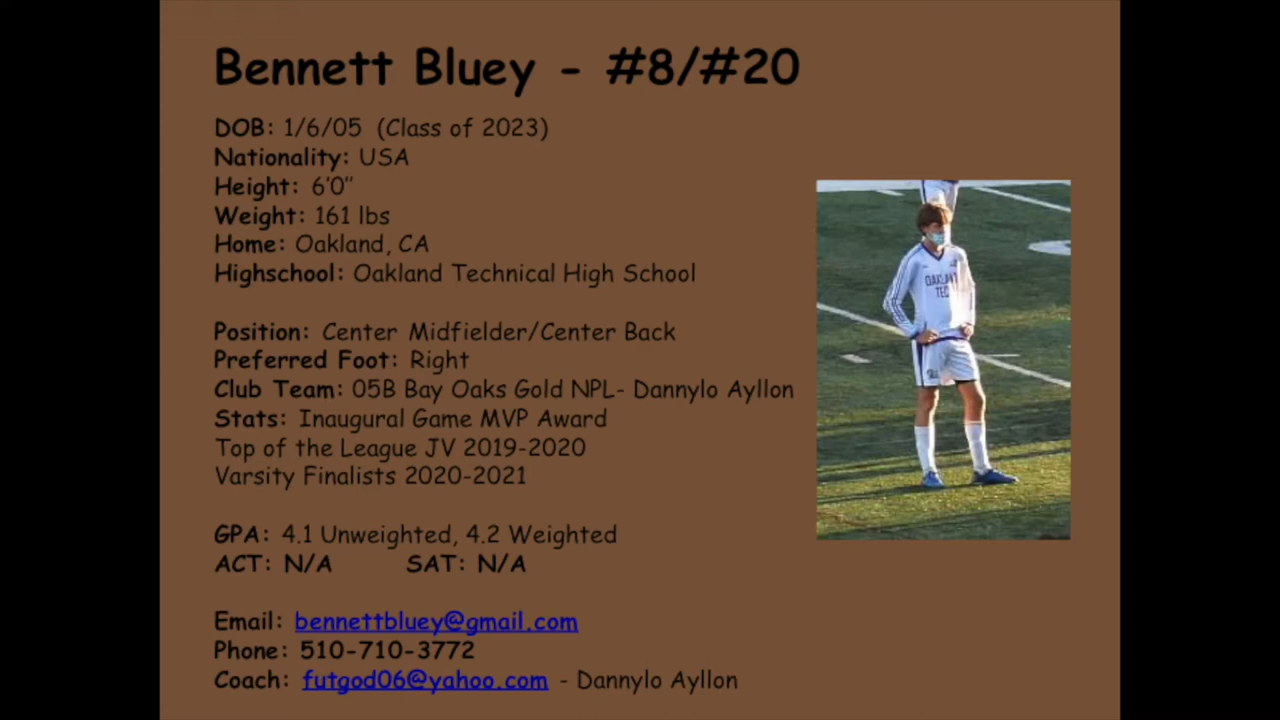 Bennett Bluey - #8/#20
DOB: 1/6/05 (Class of 2023)
Nationality: USA
Height: 6'0"
Weight: 161 lbs
Home: Oakland, CA
Highschool: Oakland Technical High School
Position: Center Midfielder/Center Back
Preferred Foot: Right
Club Team: 05B Bay Oaks Gold NPL- Dannylo Ayllon
Stats: Inaugural Game MVP Award
Top of the League JV 2019-2020
Varsity Finalists 2020-2021
GPA: 4.1 Unweighted, 4.2 Weighted
ACT: N/A SAT: N/A
Email: bennettbluey@gmail.com
Phone: 510-710-3772
Coach: futgod06@yahoo.com - Dannylo Ayllon
OAKLAND
TECH